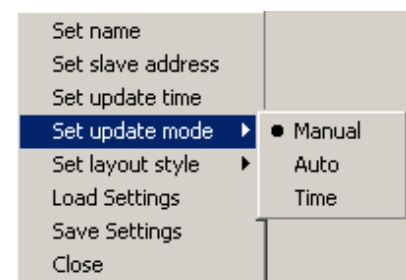 Set name
Set slave address
Set update time
Set update mode
Manual
Auto
Time
Set layout style
Load Settings
Save Settings
Close